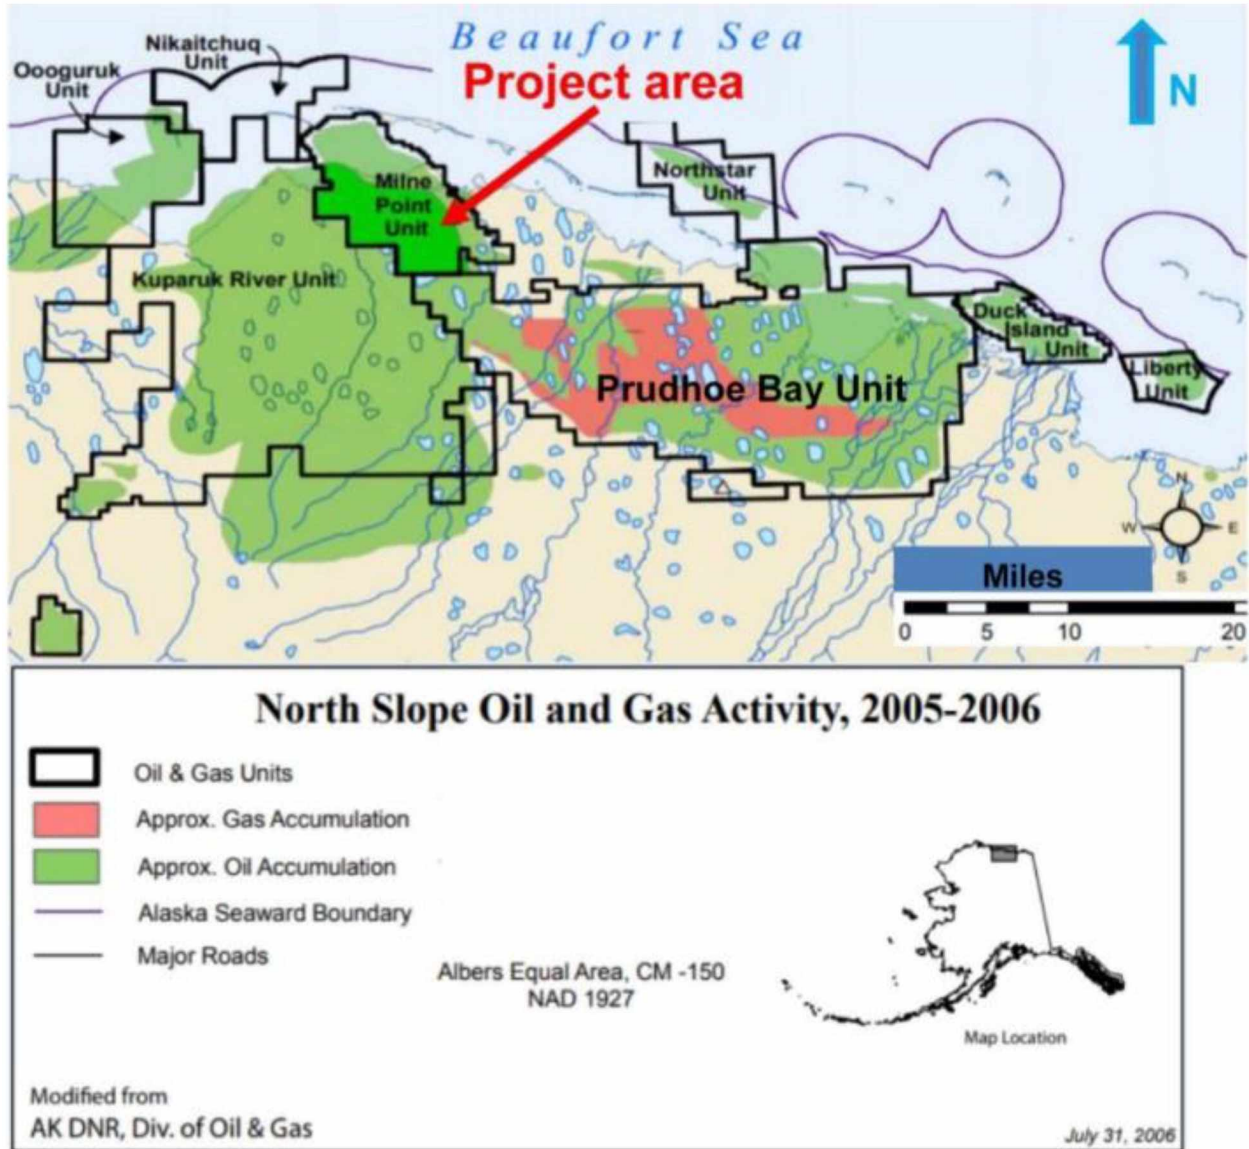 Beaufort Sea
Nikaitchuq
Unit
Oooguruk
Unit
Project area
N
Northstar
Unit
Milne
Point
Unit
Kuparuk River Unit
Duck
Island
Unit
Liberty
Unit
Prudhoe Bay Unit
N
W E
S
Miles
0 5 10 20
North Slope Oil and Gas Activity, 2005-2006
Oil & Gas Units
Approx. Gas Accumulation
Approx. Oil Accumulation
Alaska Seaward Boundary
Major Roads
Albers Equal Area, CM -150
NAD 1927
Map Location
Modified from
AK DNR, Div. of Oil & Gas
July 31, 2006